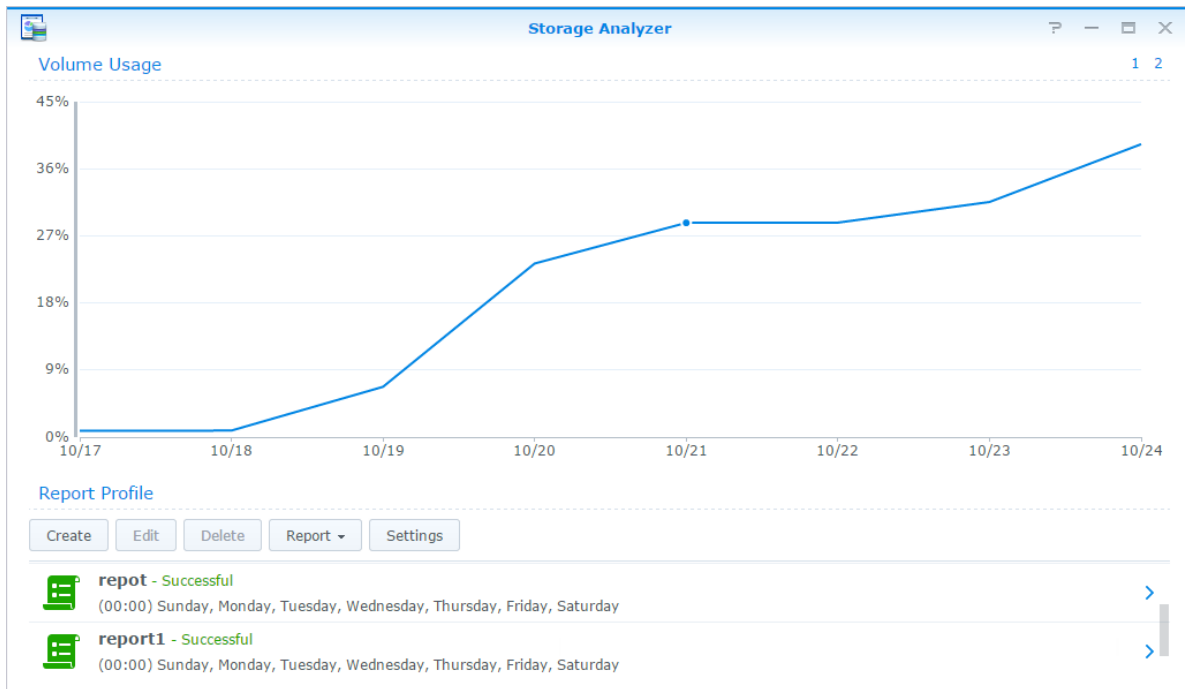 Storage Analyzer
Volume Usage 1 2
45%
36%
27%
18%
9%
0%
10/17 10/18 10/19 10/20 10/21 10/22 10/23 10/24
Report Profile
Create Edit Delete Report Settings
repot - Successful
(00:00) Sunday, Monday, Tuesday, Wednesday, Thursday, Friday, Saturday
report1 - Successful
(00:00) Sunday, Monday, Tuesday, Wednesday, Thursday, Friday, Saturday